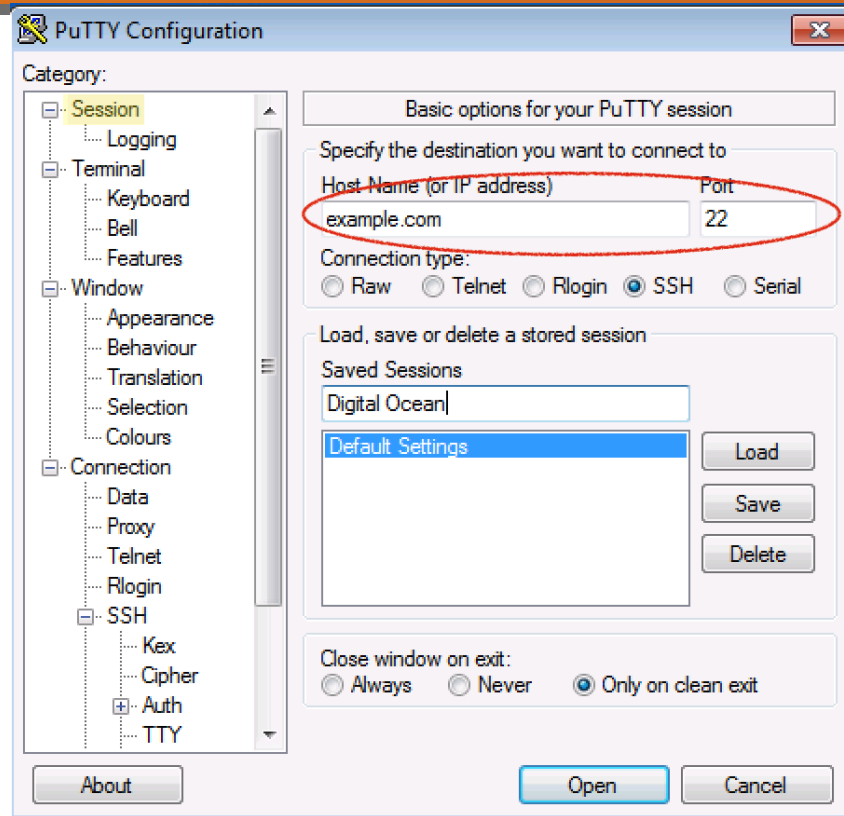 PuTTY Configuration
Category:
Session
Logging
Terminal
Keyboard
Bell
Features
Window
Appearance
Behaviour
Translation
Selection
Colours
Connection
Data
Proxy
Telnet
Rlogin
SSH
Kex
Cipher
Auth
TTY
Basic options for your PuTTY session
Specify the destination you want to connect to
Host Name (or IP address) Port
example.com 22
Connection type:
Raw Telnet Rlogin SSH Serial
Load, save or delete a stored session
Saved Sessions
Digital Ocean
Default Settings
Load
Save
Delete
Close window on exit:
Always Never Only on clean exit
About Open Cancel